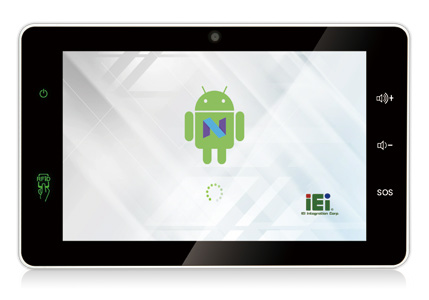 RFID
SOS
iEi
IEI Integration Corp.